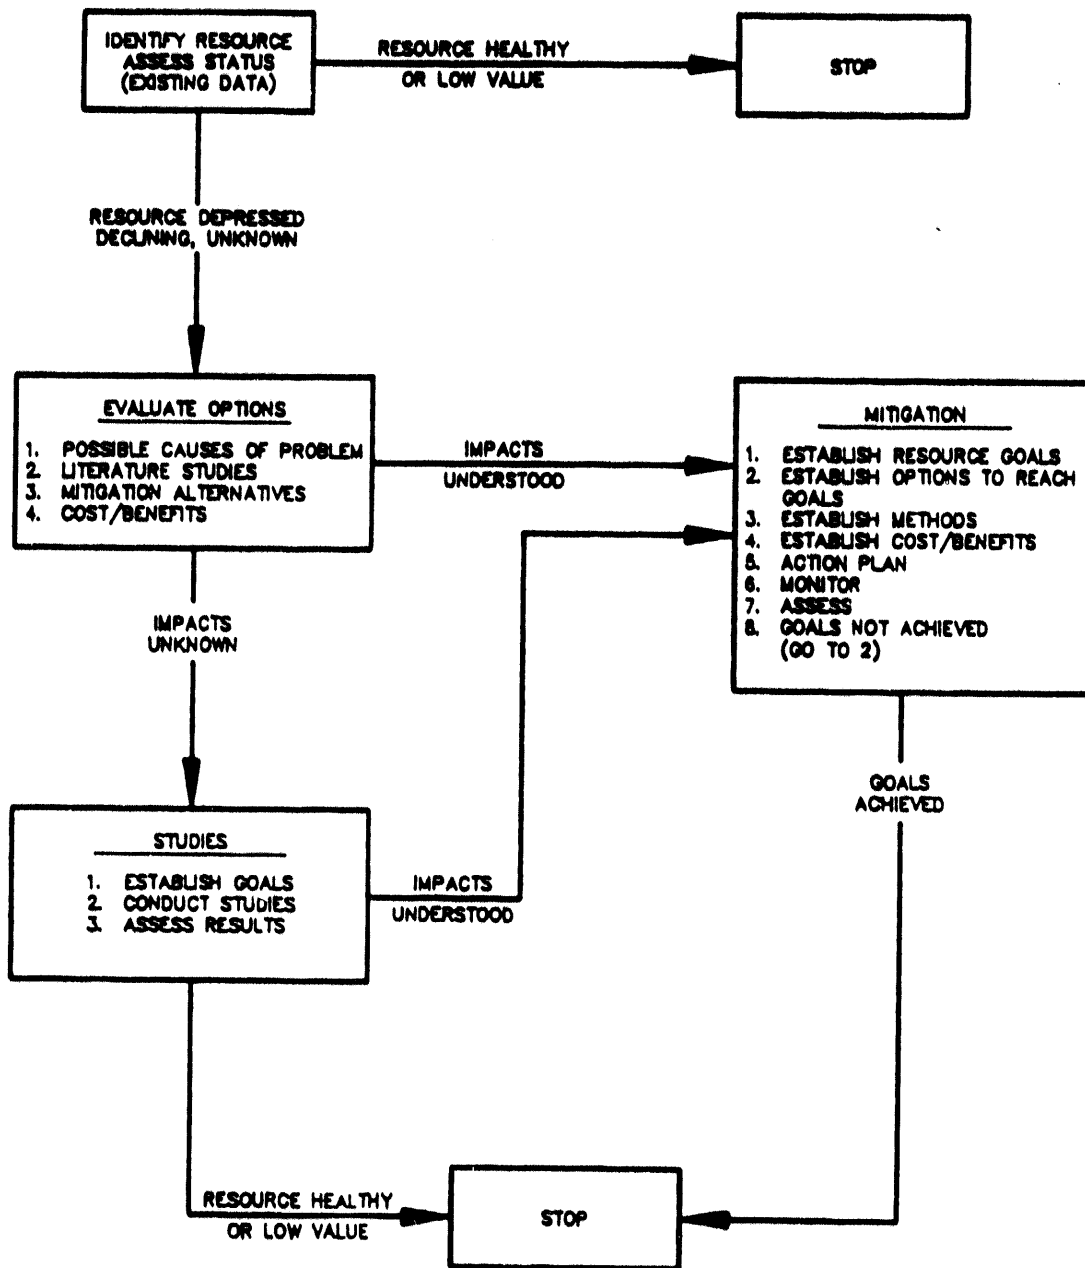 IDENTIFY RESOURCE
ASSESS STATUS
(EXISTING DATA)
RESOURCE HEALTHY
OR LOW VALUE
STOP
RESOURCE DEPRESSED
DECLINING, UNKNOWN
EVALUATE OPTIONS
1. POSSIBLE CAUSES OF PROBLEM
2. LITERATURE STUDIES
3. MITIGATION ALTERNATIVES
4. COST/BENEFITS
IMPACTS
UNDERSTOOD
MITIGATION
1. ESTABLISH RESOURCE GOALS
2. ESTABLISH OPTIONS TO REACH
GOALS
3. ESTABLISH METHODS
4. ESTABLISH COST/BENEFITS
5. ACTION PLAN
6. MONITOR
7. ASSESS
8. GOALS NOT ACHIEVED
(GO TO 2)
IMPACTS
UNKNOWN
GOALS
ACHIEVED
STUDIES
1. ESTABLISH GOALS
2. CONDUCT STUDIES
3. ASSESS RESULTS
IMPACTS
UNDERSTOOD
RESOURCE HEALTHY
OR LOW VALUE
STOP